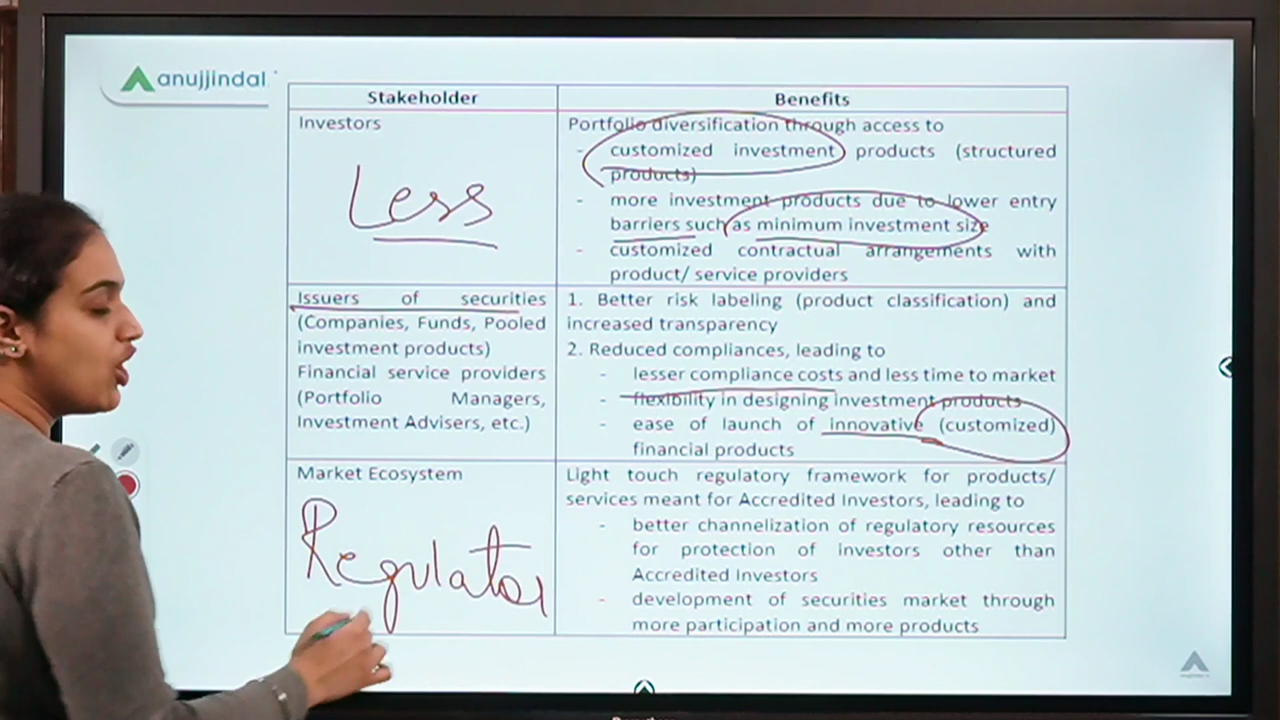 anujjindal
Stakeholder
Benefits
Investors
Less
Portfolio diversification through access to
- customized investment products (structured
products)
- more investment products due to lower entry
barriers such as minimum investment size
- customized contractual arrangements with
product/ service providers
Issuers of securities
(Companies, Funds, Pooled
investment products)
Financial service providers
(Portfolio Managers,
Investment Advisers, etc.)
1. Better risk labeling (product classification) and
increased transparency
2. Reduced compliances, leading to
- lesser compliance costs and less time to market
- flexibility in designing investment products
- ease of launch of innovative (customized)
financial products
Market Ecosystem
Regulator
Light touch regulatory framework for products/
services meant for Accredited Investors, leading to
- better channelization of regulatory resources
for protection of investors other than
Accredited Investors
- development of securities market through
more participation and more products